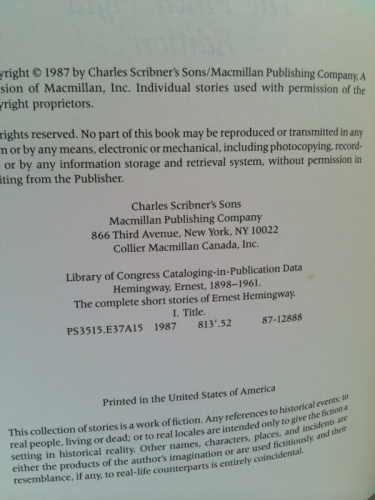 yright © 1987 by Charles Scribner's Sons/Macmillan Publishing Company, A
sion of Macmillan, Inc. Individual stories used with permission of the
yright proprietors.
rights reserved. No part of this book may be reproduced or transmitted in any
m or by any means, electronic or mechanical, including photocopying, record-
or by any information storage and retrieval system, without permission in
iting from the Publisher.
Charles Scribner's Sons
Macmillan Publishing Company
866 Third Avenue, New York, NY 10022
Collier Macmillan Canada, Inc.
Library of Congress Cataloging-in-Publication Data
Hemingway, Ernest, 1898–1961.
The complete short stories of Ernest Hemingway.
I. Title.
PS3515.E37A15 1987 813'.52 87-12888
Printed in the United States of America
This collection of stories is a work of fiction. Any references to historical events; to
real people, living or dead; or to real locales are intended only to give the fiction a
setting in historical reality. Other names, characters, places, and incidents are
either the products of the author's imagination or are used fictitiously, and their
resemblance, if any, to real-life counterparts is entirely coincidental.